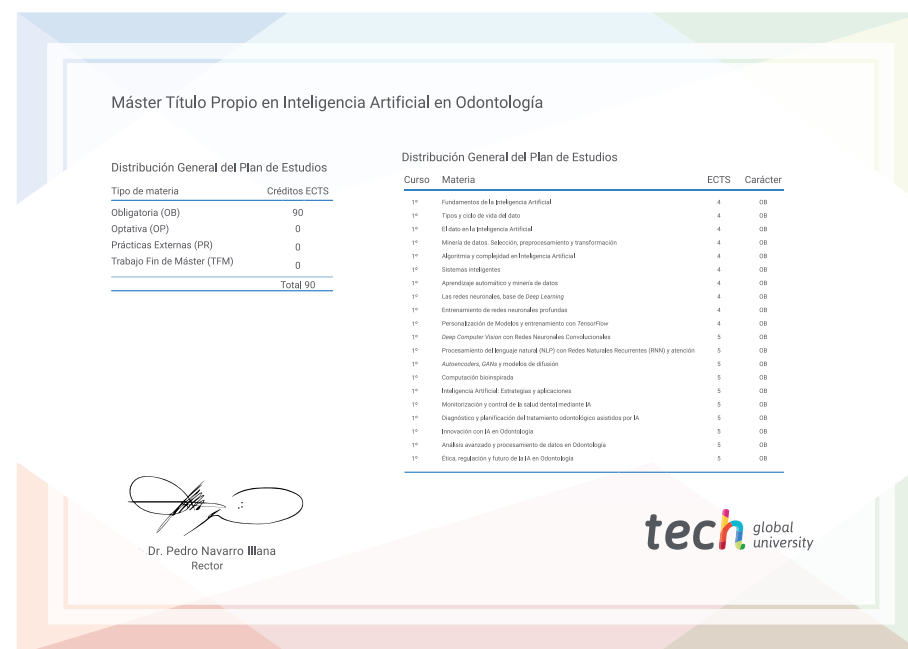 Máster Título Propio en Inteligencia Artificial en Odontología
Distribución General del Plan de Estudios
Tipo de materia Créditos ECTS
Obligatoria (OB) 90
Optativa (OP) 0
Prácticas Externas (PR) 0
Trabajo Fin de Máster (TFM) 0
Total 90
Distribución General del Plan de Estudios
Curso Materia ECTS Carácter
1º Fundamentos de la Inteligencia Artificial 4 OB
1º Tipos y ciclo de vida del dato 4 OB
1º El dato en la Inteligencia Artificial 4 OB
1º Minería de datos. Selección, preprocesamiento y transformación 4 OB
1º Algoritmia y complejidad en Inteligencia Artificial 4 OB
1º Sistemas inteligentes 4 OB
1º Aprendizaje automático y minería de datos 4 OB
1º Las redes neuronales, base de Deep Learning 4 OB
1º Entrenamiento de redes neuronales profundas 4 OB
1º Personalización de Modelos y entrenamiento con TensorFlow 4 OB
1º Deep Computer Vision con Redes Neuronales Convolucionales 5 OB
1º Procesamiento del lenguaje natural (NLP) con Redes Naturales Recurrentes (RNN) y atención 5 OB
1º Autoencoders, GANs y modelos de difusión 5 OB
1º Computación bioinspirada 5 OB
1º Inteligencia Artificial: Estrategias y aplicaciones 5 OB
1º Monitorización y control de la salud dental mediante IA 5 OB
1º Diagnóstico y planificación del tratamiento odontológico asistidos por IA 5 OB
1º Innovación con IA en Odontología 5 OB
1º Análisis avanzado y procesamiento de datos en Odontología 5 OB
1º Ética, regulación y futuro de la IA en Odontología 5 OB
Dr. Pedro Navarro Illana
Rector
tech global university